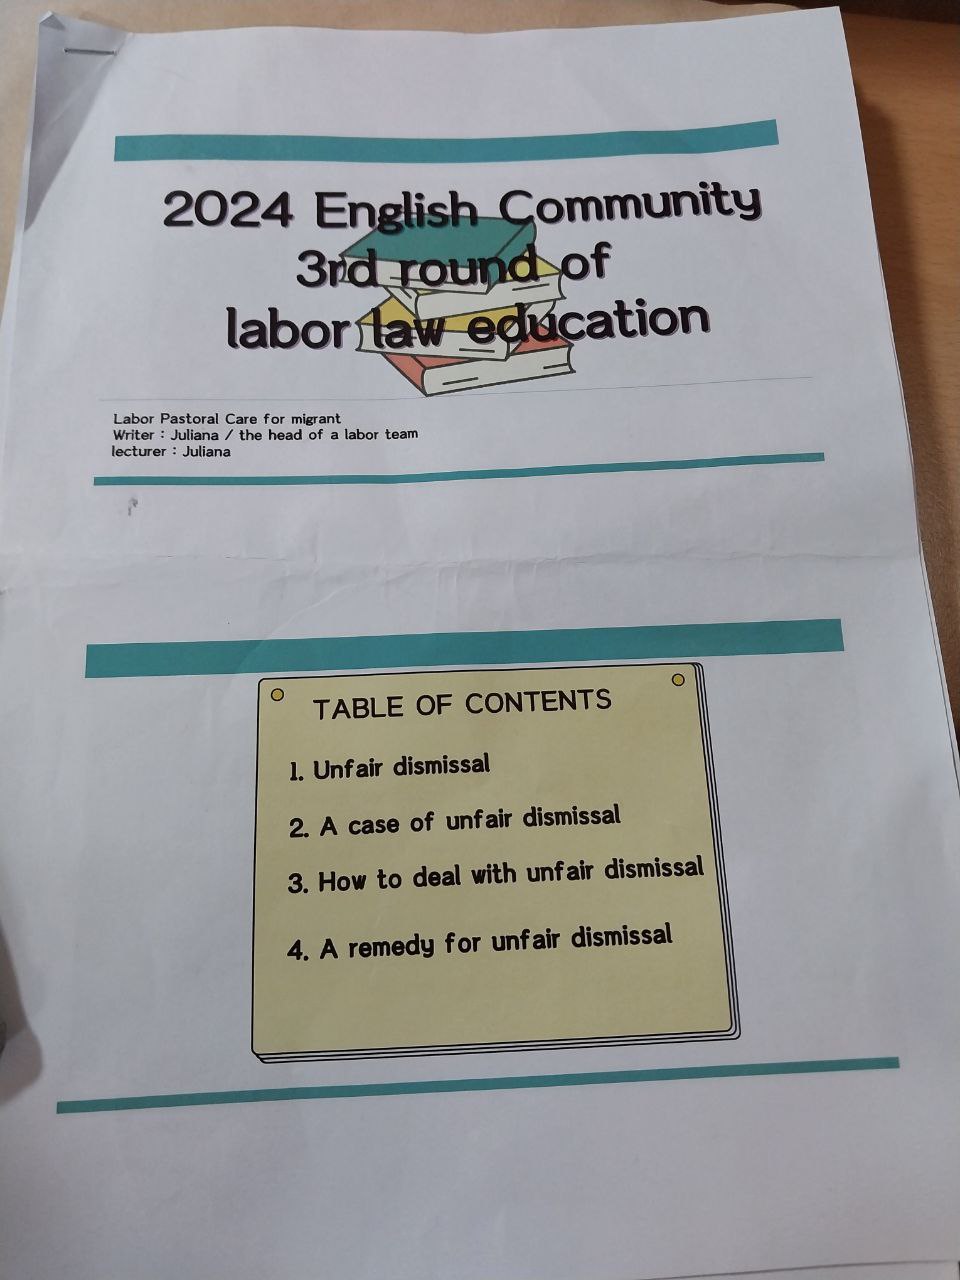 2024 English Community
3rd round of
labor law education
Labor Pastoral Care for migrant
Writer : Juliana / the head of a labor team
lecturer : Juliana
TABLE OF CONTENTS
1. Unfair dismissal
2. A case of unfair dismissal
3. How to deal with unfair dismissal
4. A remedy for unfair dismissal